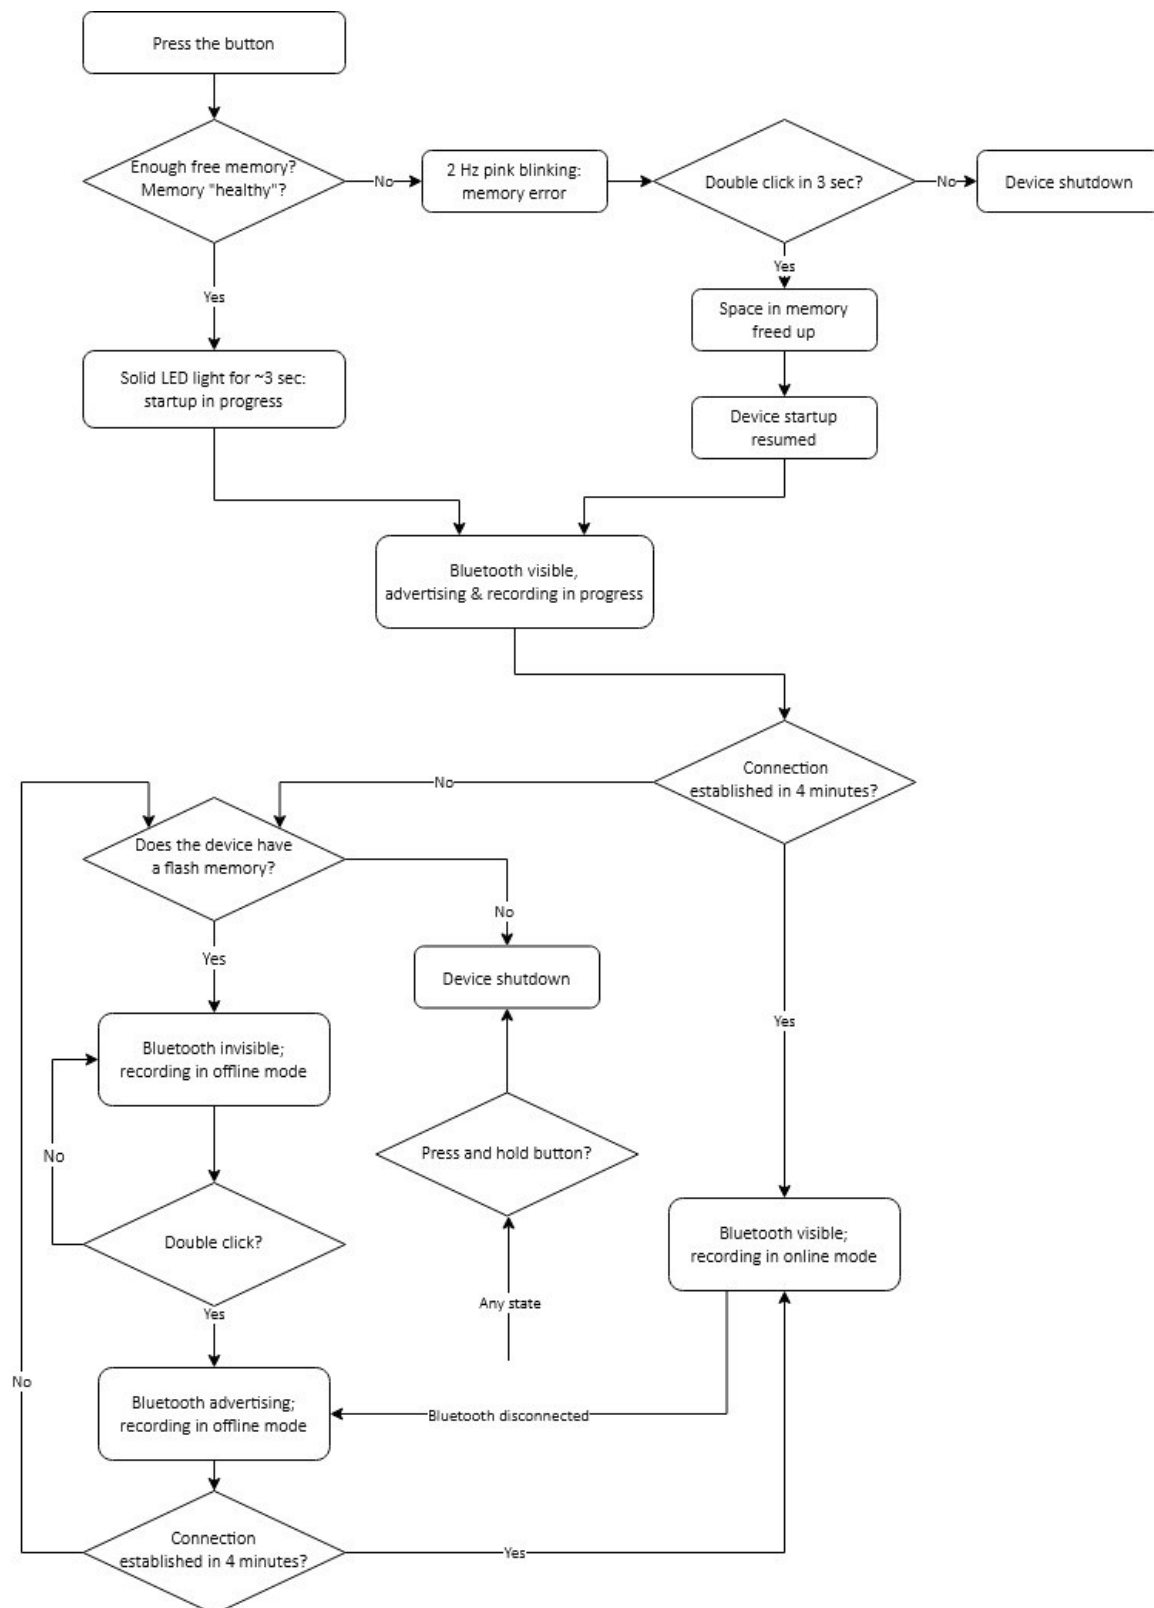 Press the button
Enough free memory?
Memory "healthy"?
No
2 Hz pink blinking:
memory error
Double click in 3 sec?
No
Device shutdown
Yes
Yes
Space in memory
freed up
Solid LED light for ~3 sec:
startup in progress
Device startup
resumed
Bluetooth visible,
advertising & recording in progress
Connection
established in 4 minutes?
No
Does the device have
a flash memory?
No
Yes
Device shutdown
Yes
Bluetooth invisible;
recording in offline mode
No
Press and hold button?
Double click?
Bluetooth visible;
recording in online mode
Any state
Yes
No
Bluetooth advertising;
recording in offline mode
Bluetooth disconnected
Connection
established in 4 minutes?
Yes